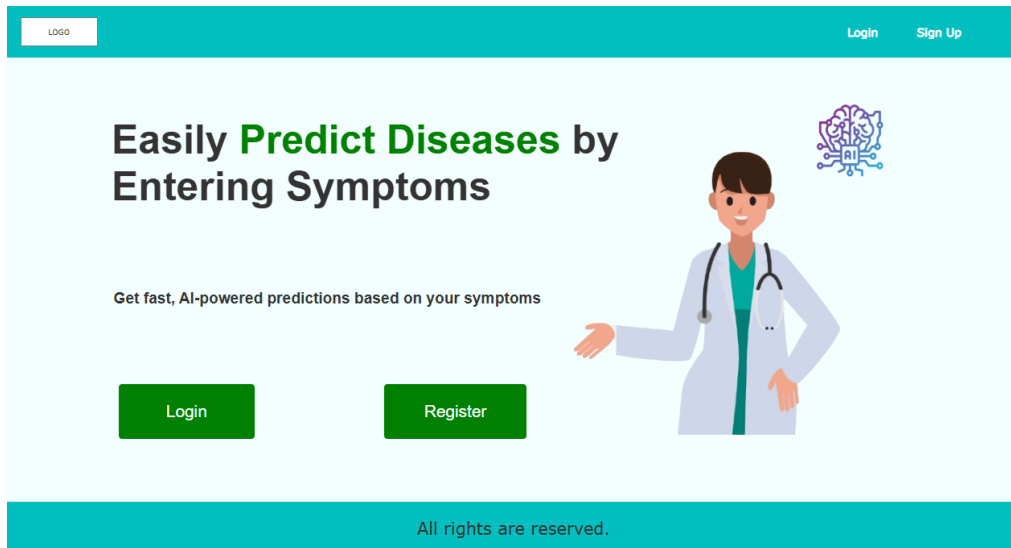 LOGO
Login
Sign Up
Easily Predict Diseases by
Entering Symptoms
AI
Get fast, AI-powered predictions based on your symptoms
Login
Register
All rights are reserved.